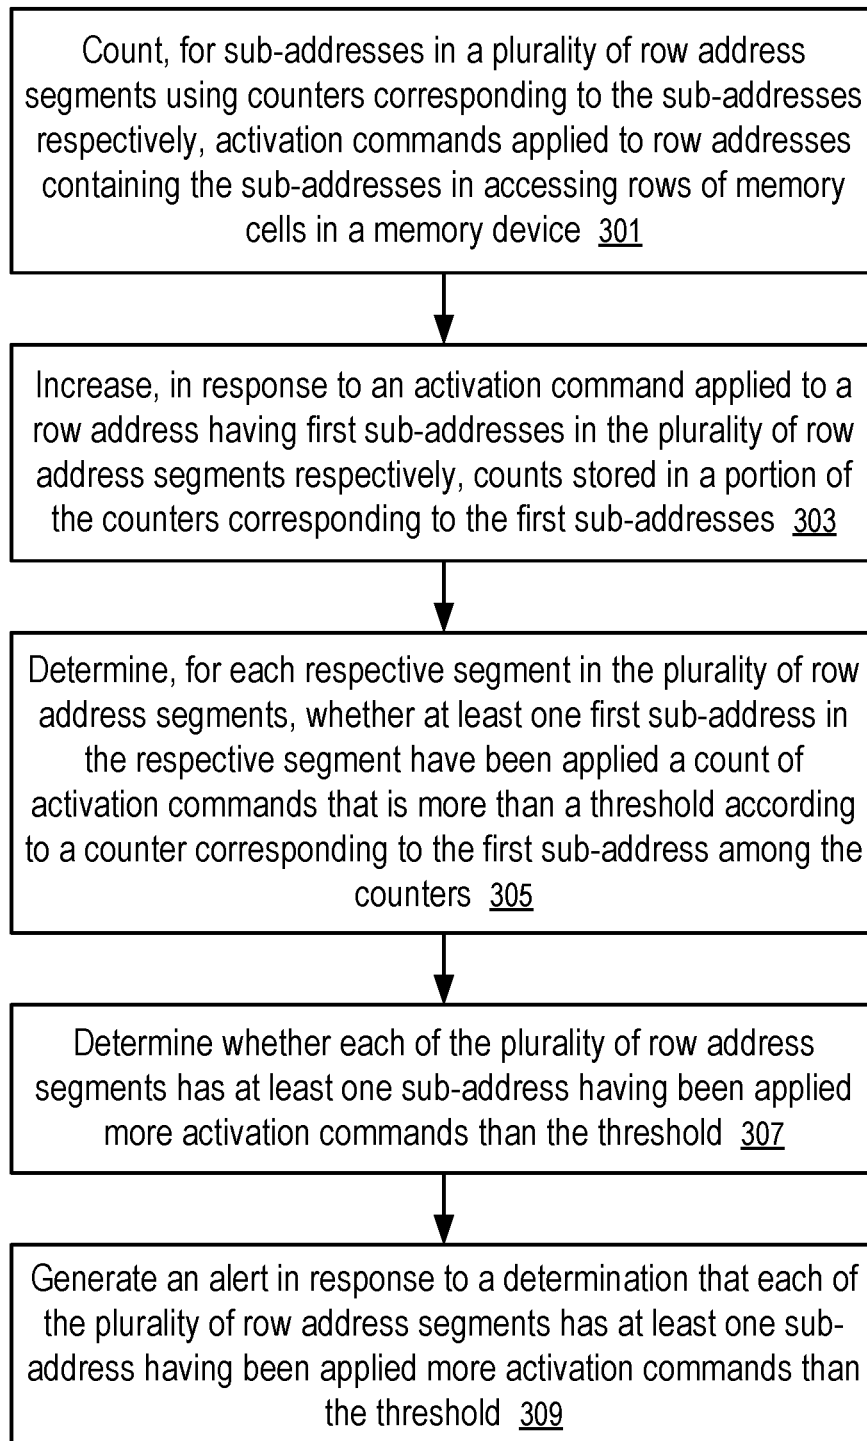 Count, for sub-addresses in a plurality of row address
segments using counters corresponding to the sub-addresses
respectively, activation commands applied to row addresses
containing the sub-addresses in accessing rows of memory
cells in a memory device 301
Increase, in response to an activation command applied to a
row address having first sub-addresses in the plurality of row
address segments respectively, counts stored in a portion of
the counters corresponding to the first sub-addresses 303
Determine, for each respective segment in the plurality of row
address segments, whether at least one first sub-address in
the respective segment have been applied a count of
activation commands that is more than a threshold according
to a counter corresponding to the first sub-address among the
counters 305
Determine whether each of the plurality of row address
segments has at least one sub-address having been applied
more activation commands than the threshold 307
Generate an alert in response to a determination that each of
the plurality of row address segments has at least one sub-
address having been applied more activation commands than
the threshold 309